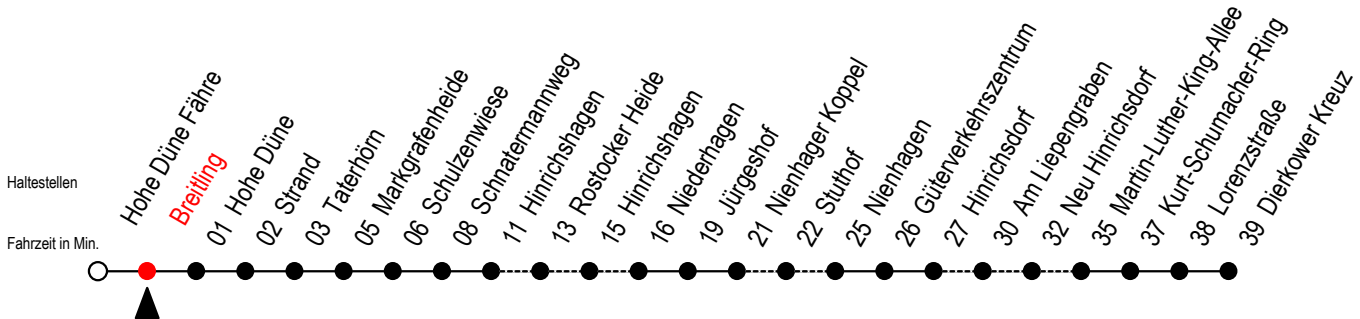 Haltestellen
Fahrzeit in Min.
Hohe Düne Fähre
Breitling
01 Hohe Düne
02 Strand
03 Taterhörn
05 Markgrafenheide
06 Schulzenwiese
08 Schnatermannweg
11 Hinrichshagen
13 Rostocker Heide
15 Hinrichshagen
16 Niederhagen
19 Jürgeshof
21 Nienhager Koppel
22 Stuthof
25 Nienhagen
26 Güterverkehrszentrum
27 Hinrichsdorf
30 Am Liepengraben
32 Neu Hinrichsdorf
35 Martin-Luther-King-Allee
37 Kurt-Schumacher-Ring
38 Lorenzstraße
39 Dierkower Kreuz